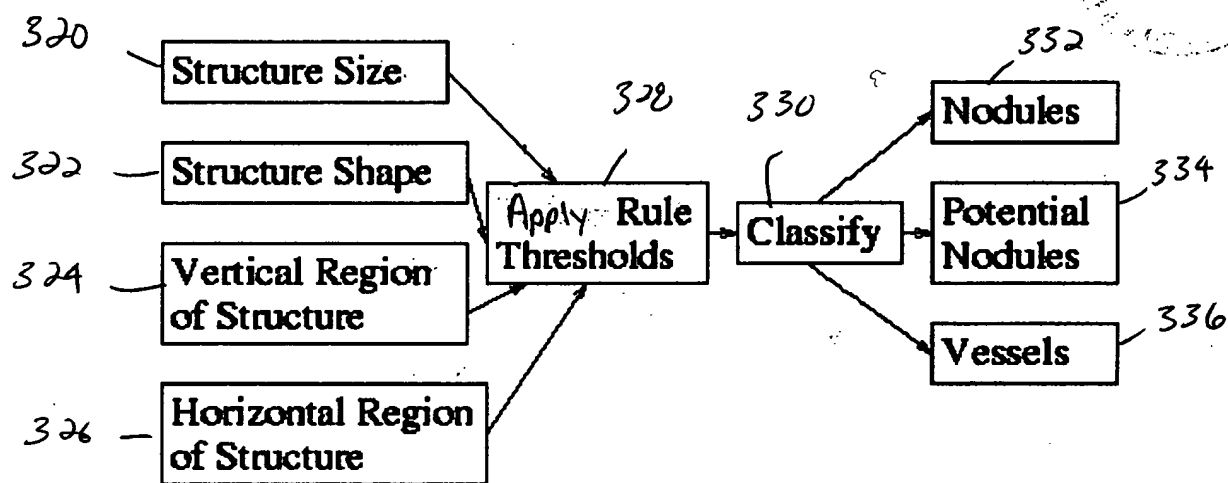 320
Structure Size
322
Structure Shape
324
Vertical Region
of Structure
326
Horizontal Region
of Structure
328
Apply Rule
Thresholds
330
Classify
332
Nodules
334
Potential
Nodules
336
Vessels